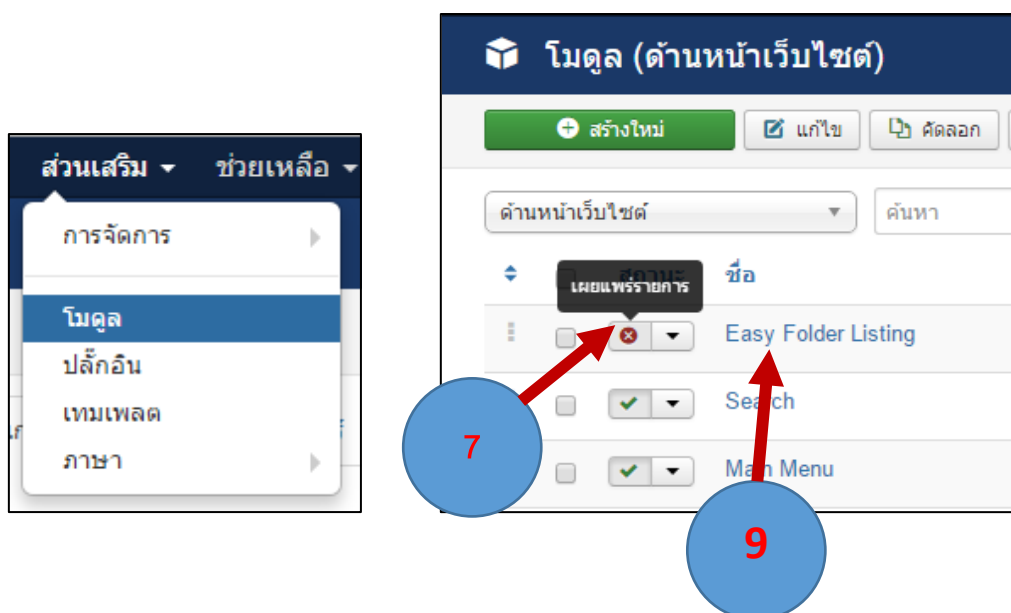 ส่วนเสริม ช่วยเหลือ
การจัดการ
โมดูล
ปลั๊กอิน
เทมเพลต
ภาษา
โมดูล (ด้านหน้าเว็บไซต์)
สร้างใหม่ แก้ไข คัดลอก
ด้านหน้าเว็บไซต์ ค้นหา
สถานะ ชื่อ
เผยแพร่รายการ
Easy Folder Listing
Search
Main Menu
7
9